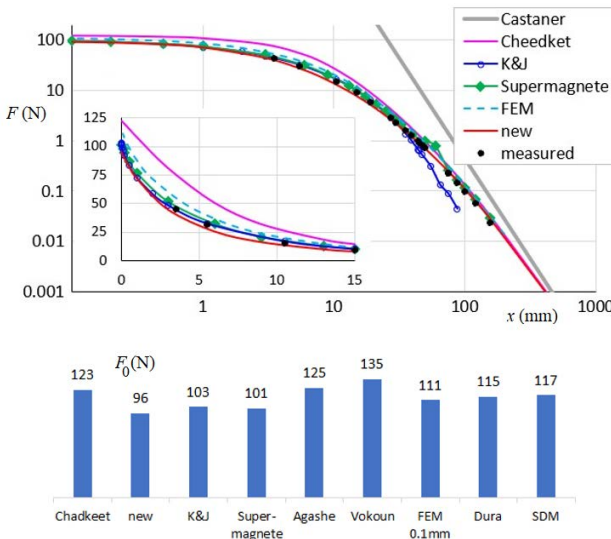 100
10
F (N)
1
0.1
0.01
0.001
1
10
100
1000
x (mm)
Castaner
Cheedket
K&J
Supermagnete
FEM
new
measured
125
100
75
50
25
0
0
5
10
15
F0(N)
123
96
103
101
125
135
111
115
117
Chadkeet
new
K&J
Super-
magnete
Agashe
Vokoun
FEM
0.1mm
Dura
SDM